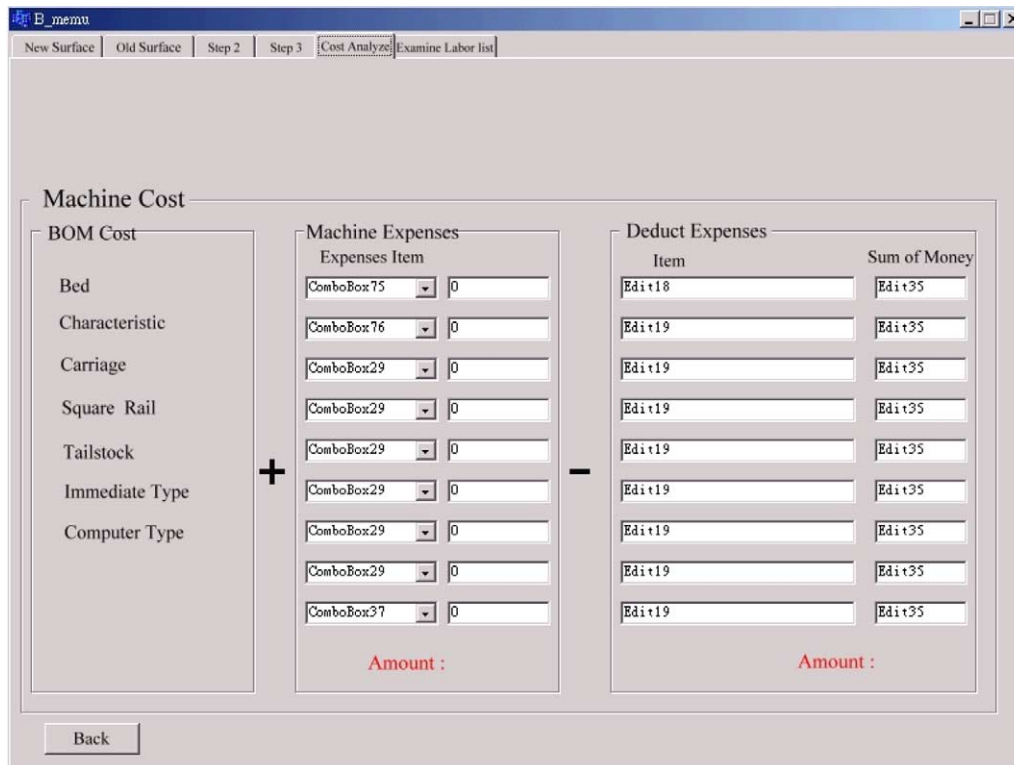 B_memu
New Surface Old Surface Step 2 Step 3 Cost Analyze Examine Labor list
Machine Cost
BOM Cost Machine Expenses Deduct Expenses
Expenses Item Item Sum of Money
Bed ComboBox75 0 Edit18 Edit35
Characteristic ComboBox76 0 Edit19 Edit35
Carriage ComboBox29 0 Edit19 Edit35
Square Rail ComboBox29 0 Edit19 Edit35
Tailstock ComboBox29 0 Edit19 Edit35
+ −
Immediate Type ComboBox29 0 Edit19 Edit35
Computer Type ComboBox29 0 Edit19 Edit35
ComboBox29 0 Edit19 Edit35
ComboBox37 0 Edit19 Edit35
Amount : Amount :
Back